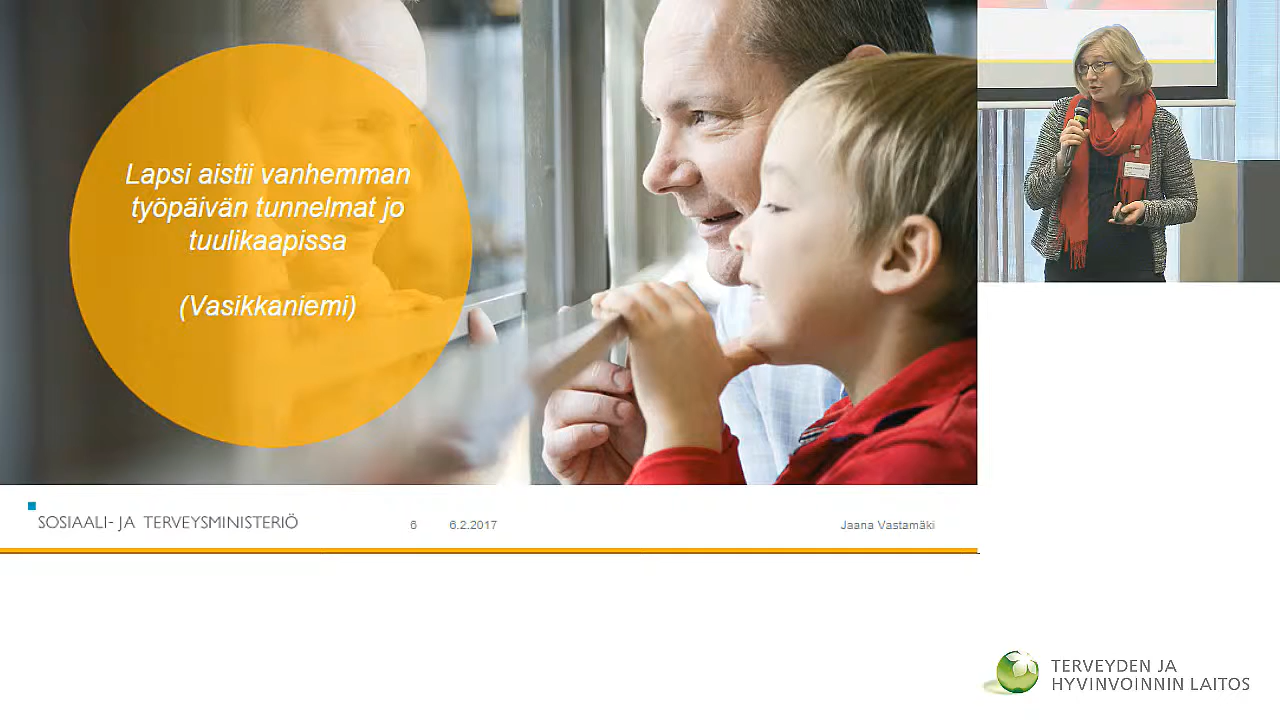 Lapsi aistii vanhemman
työpäivän tunnelmat jo
tuulikaapissa
(Vasikkaniemi)
SOSIAALI- JA TERVEYSMINISTERIÖ
6
6.2.2017
Jaana Vastamäki
TERVEYDEN JA
HYVINVOINNIN LAITOS